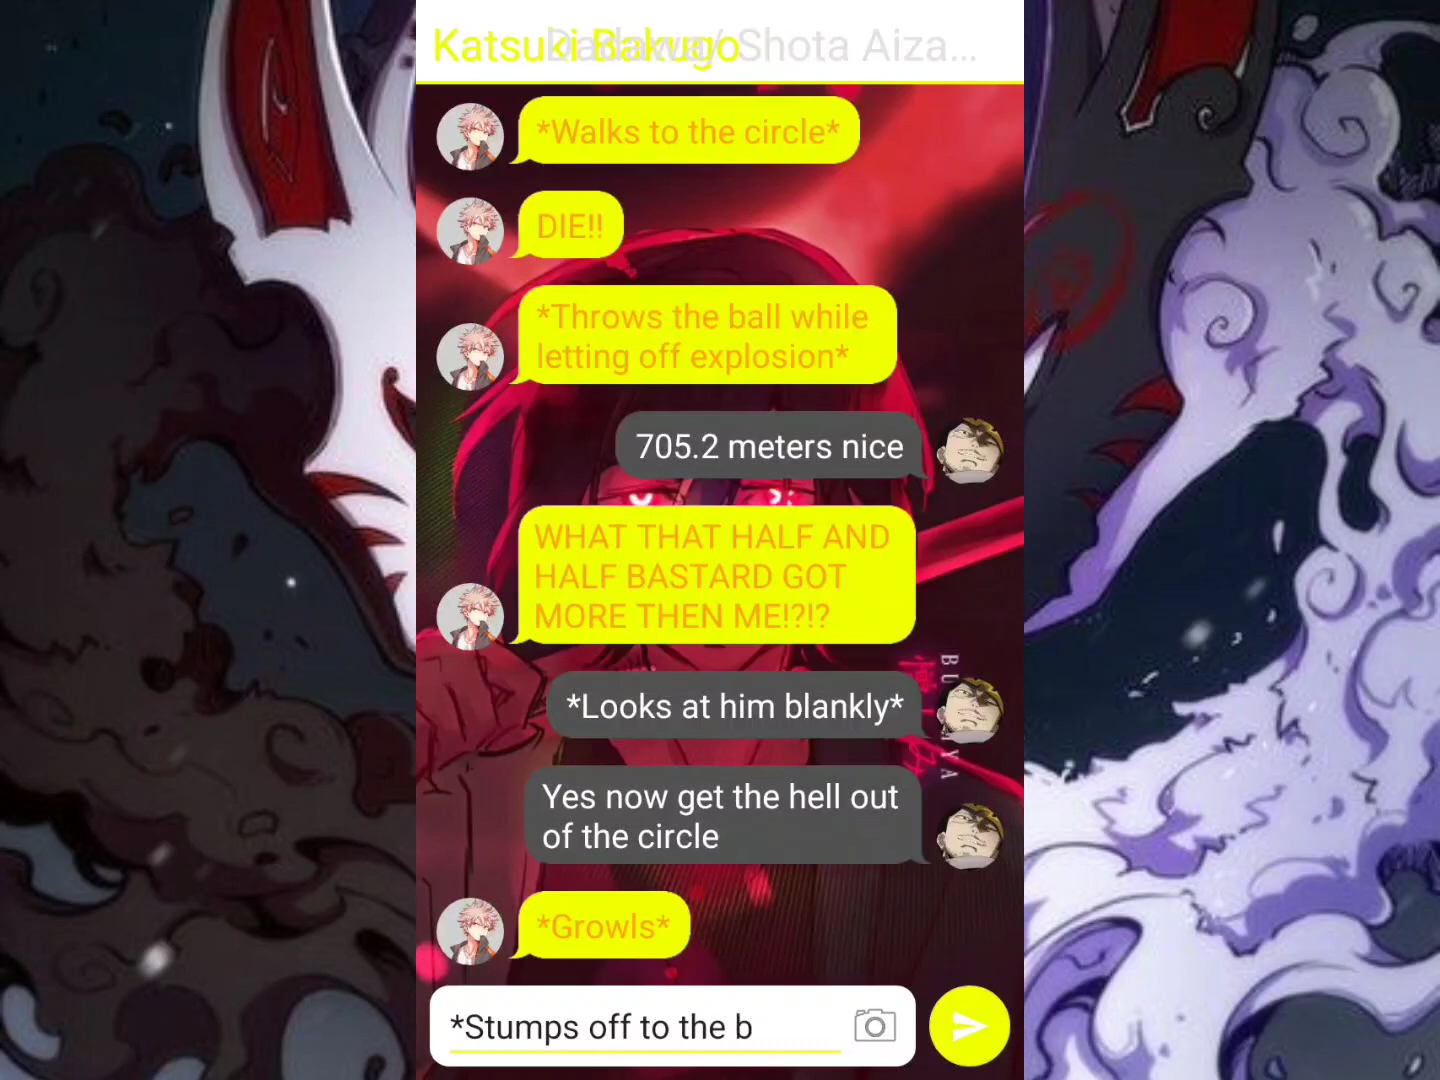 Katsuki Bakugo
Shota Aiza...
*Walks to the circle*
DIE!!
*Throws the ball while
letting off explosion*
705.2 meters nice
WHAT THAT HALF AND
HALF BASTARD GOT
MORE THEN ME!?!?
*Looks at him blankly*
Yes now get the hell out
of the circle
*Growls*
*Stumps off to the b